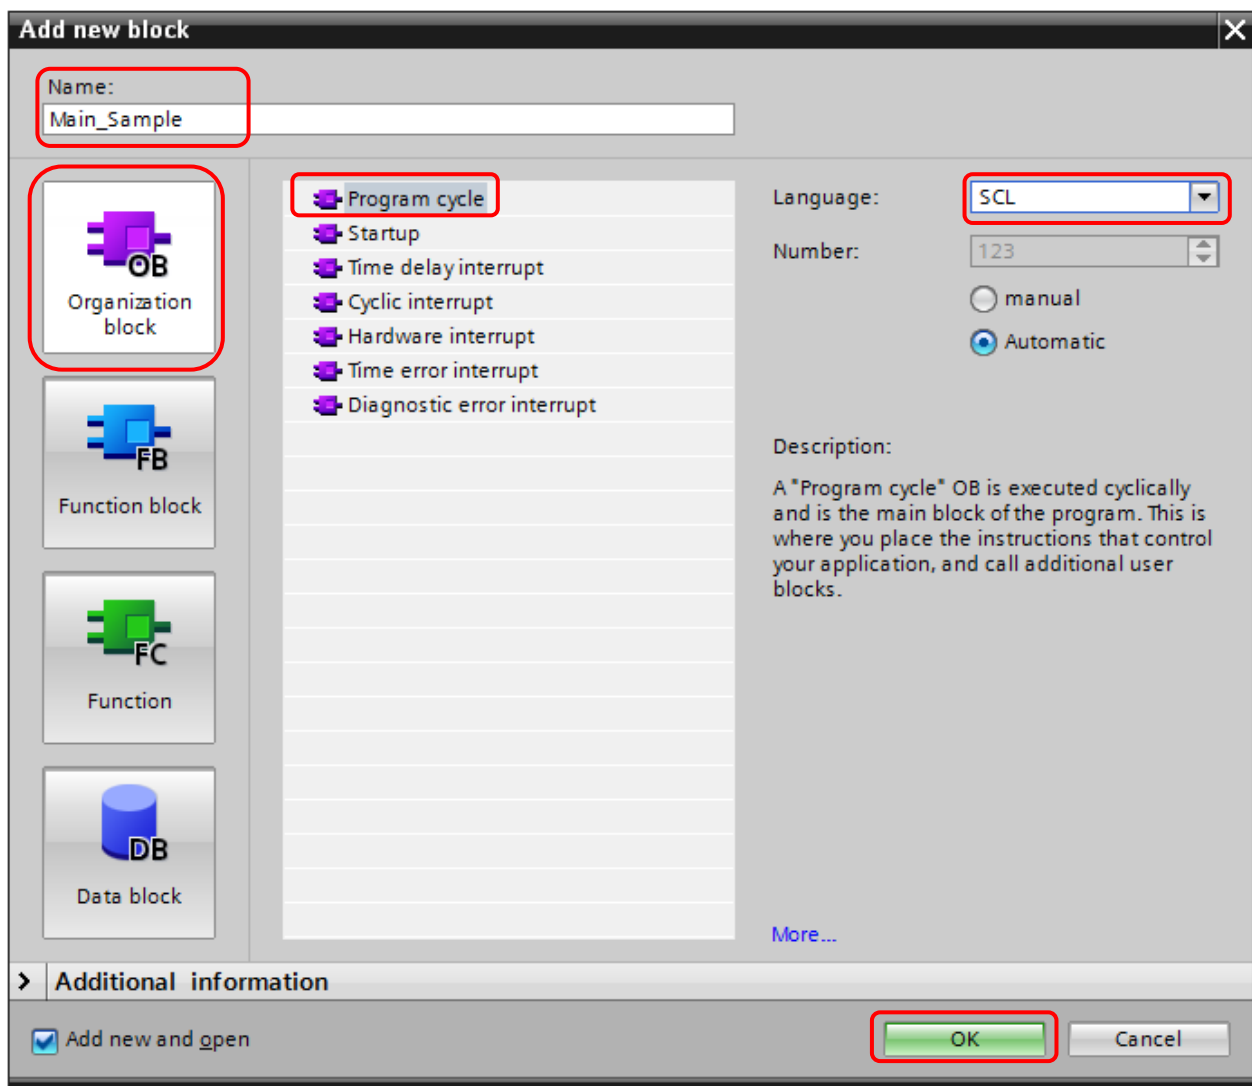 Add new block
Name:
Main_Sample
OB
Organization
block
FB
Function block
FC
Function
DB
Data block
Program cycle
Startup
Time delay interrupt
Cyclic interrupt
Hardware interrupt
Time error interrupt
Diagnostic error interrupt
Language:
SCL
Number:
123
manual
Automatic
Description:
A "Program cycle" OB is executed cyclically
and is the main block of the program. This is
where you place the instructions that control
your application, and call additional user
blocks.
More...
Additional information
Add new and open
OK
Cancel